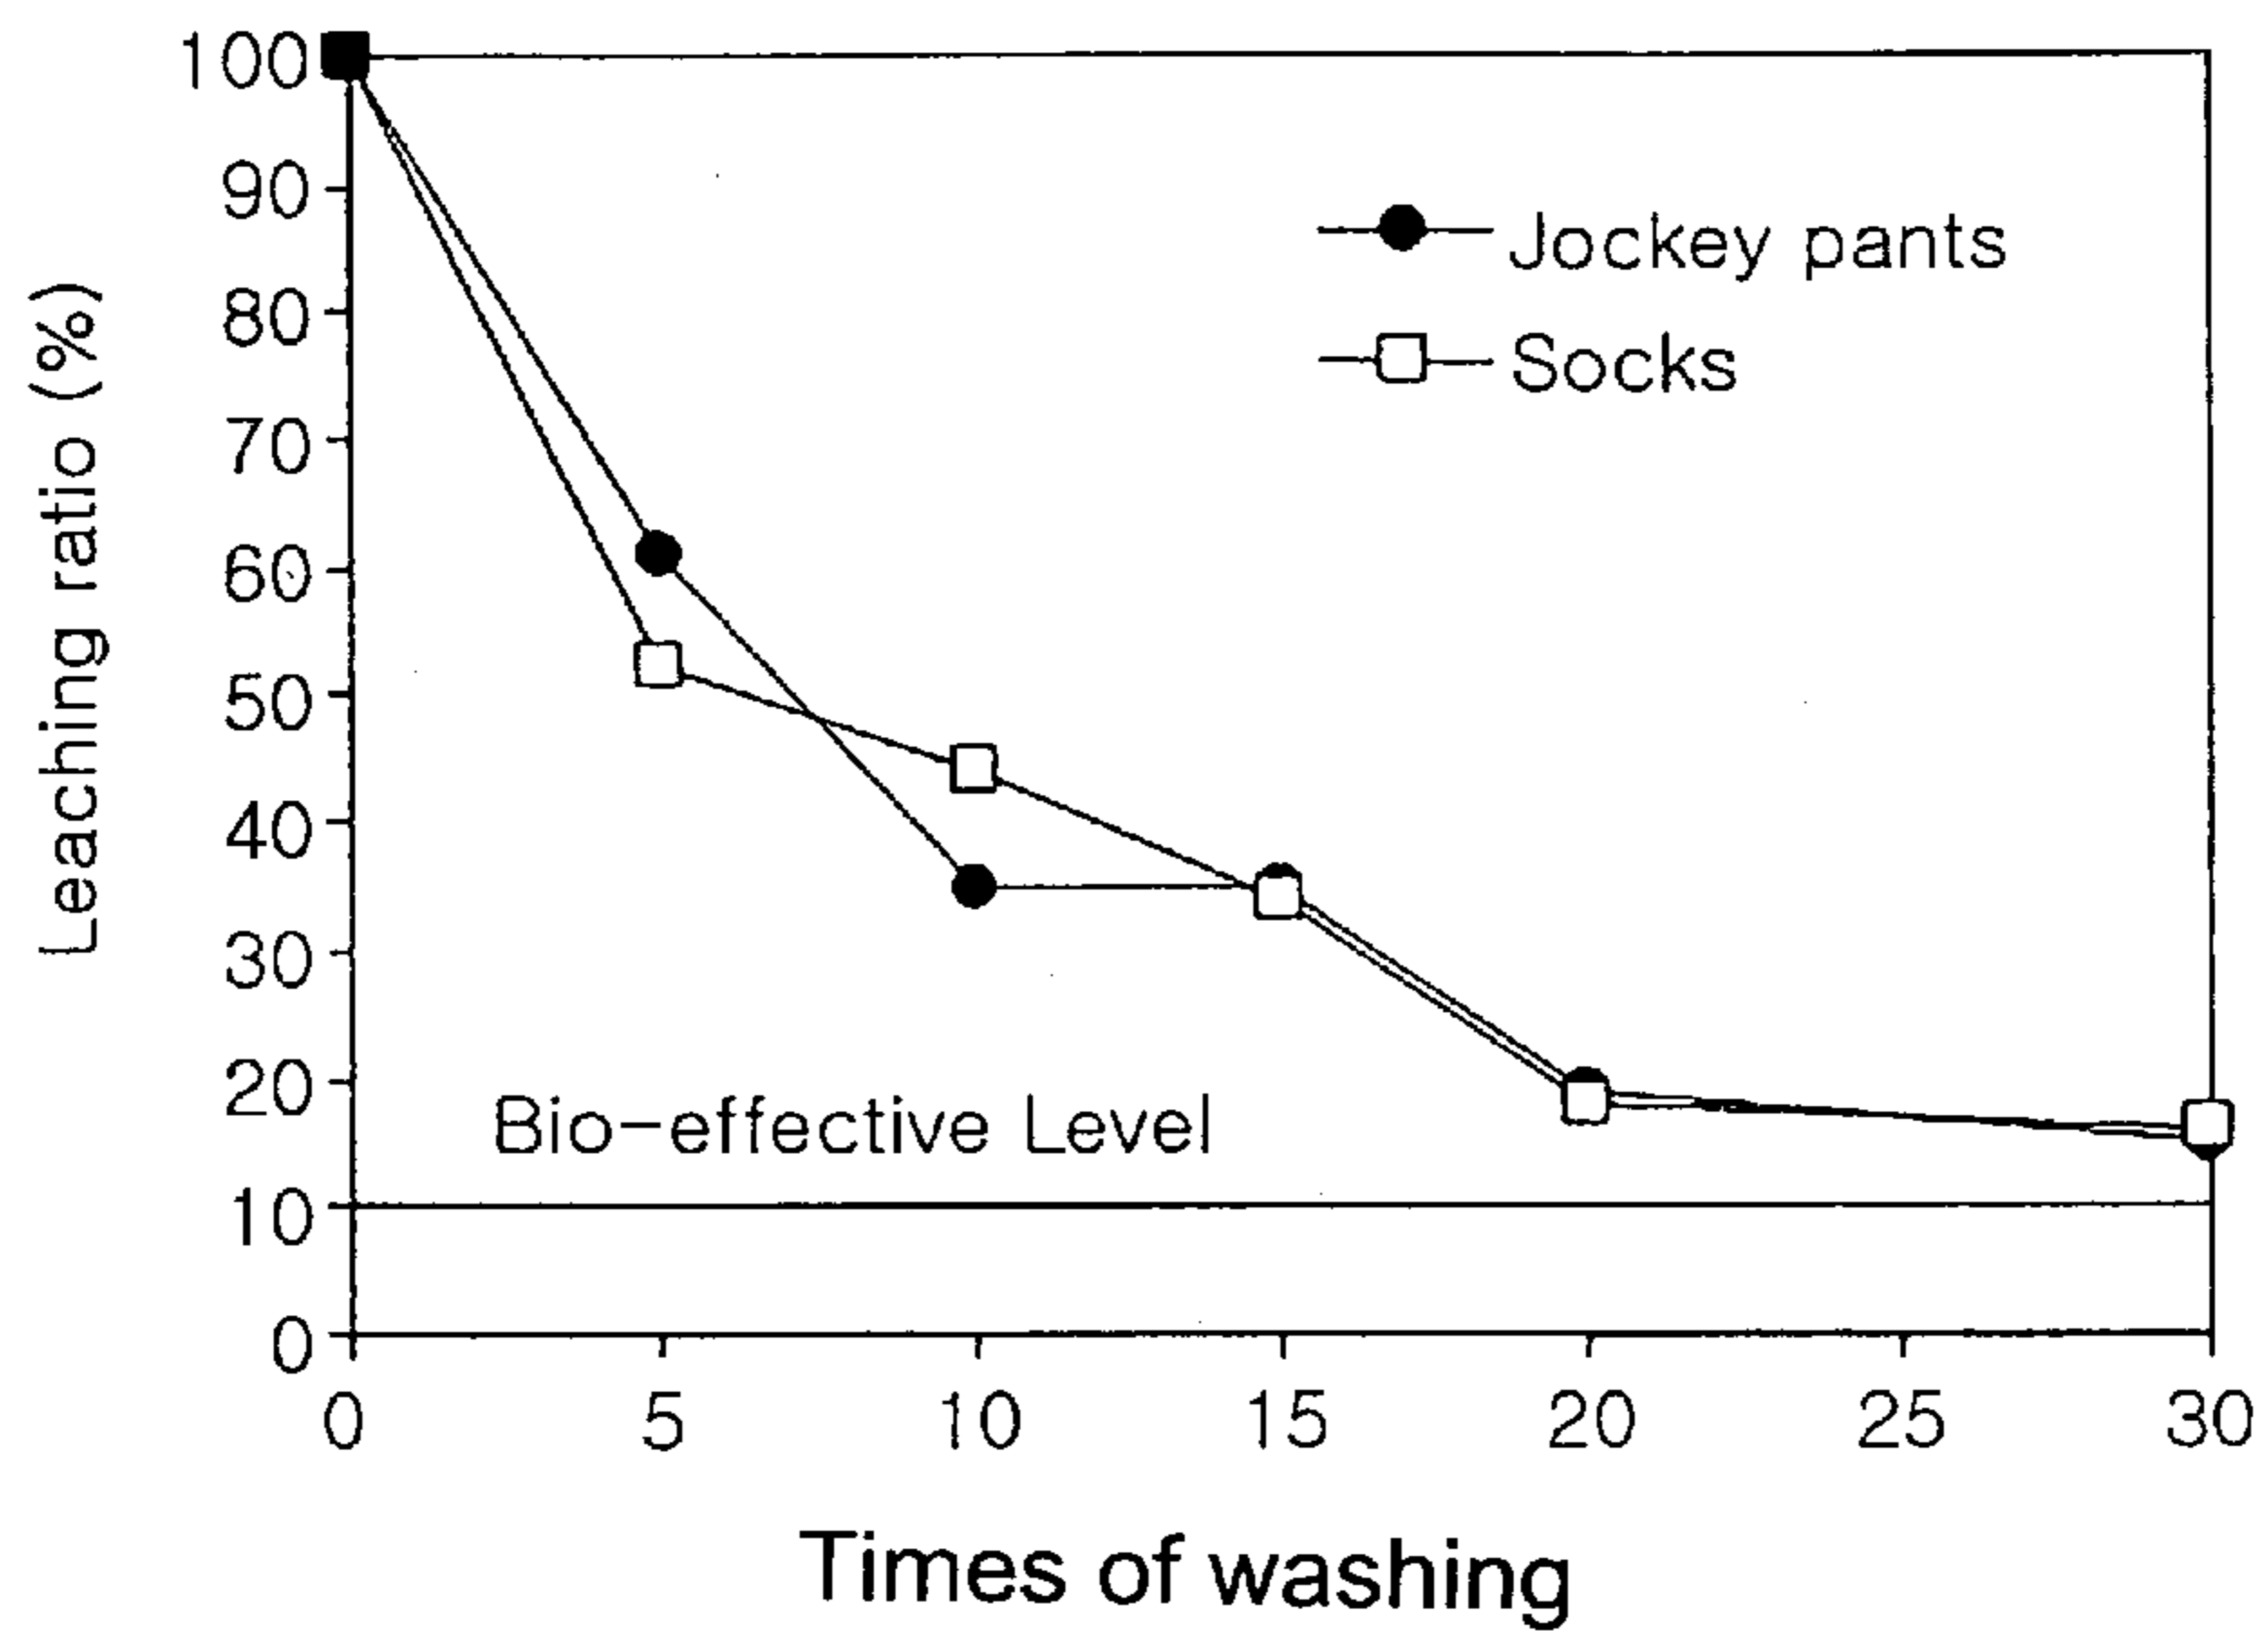 Leaching ratio (%)
100
90
80
70
60
50
40
30
20
10
0
Jockey pants
Socks
Bio-effective Level
0 5 10 15 20 25 30
Times of washing